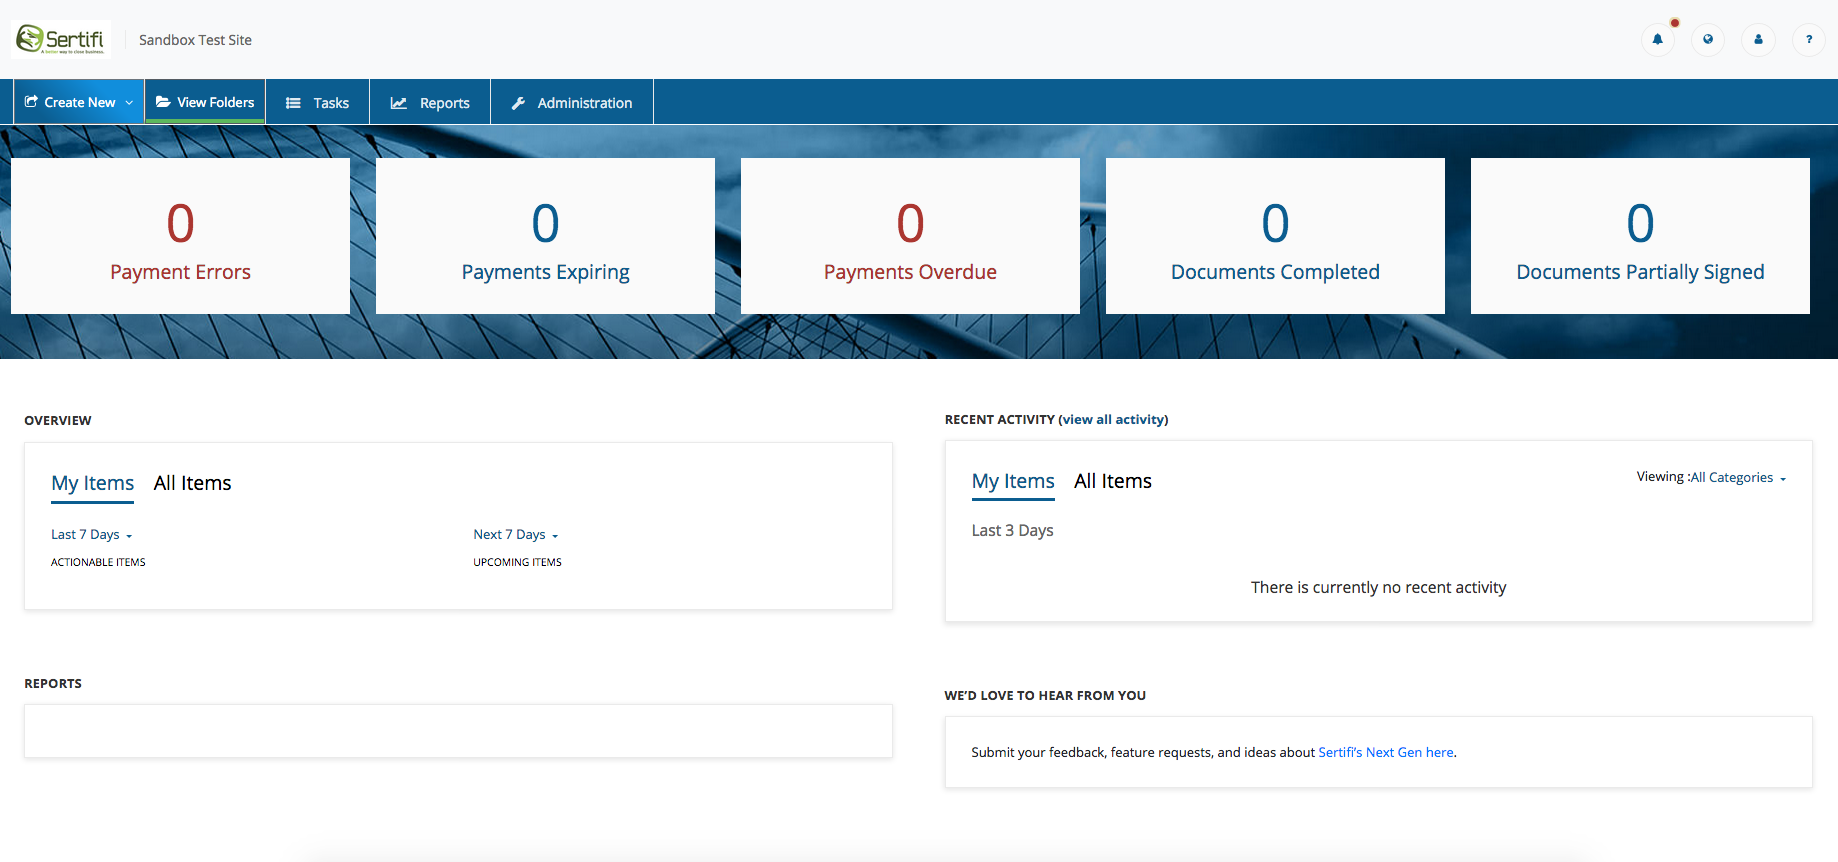 Sertifi
A better way to close business.
Sandbox Test Site
?
Create New
View Folders
Tasks
Reports
Administration
0
Payment Errors
0
Payments Expiring
0
Payments Overdue
0
Documents Completed
0
Documents Partially Signed
OVERVIEW
My Items All Items
Last 7 Days
ACTIONABLE ITEMS
Next 7 Days
UPCOMING ITEMS
RECENT ACTIVITY (view all activity)
My Items All Items
Viewing :All Categories
Last 3 Days
There is currently no recent activity
REPORTS
WE'D LOVE TO HEAR FROM YOU
Submit your feedback, feature requests, and ideas about Sertifi's Next Gen here.